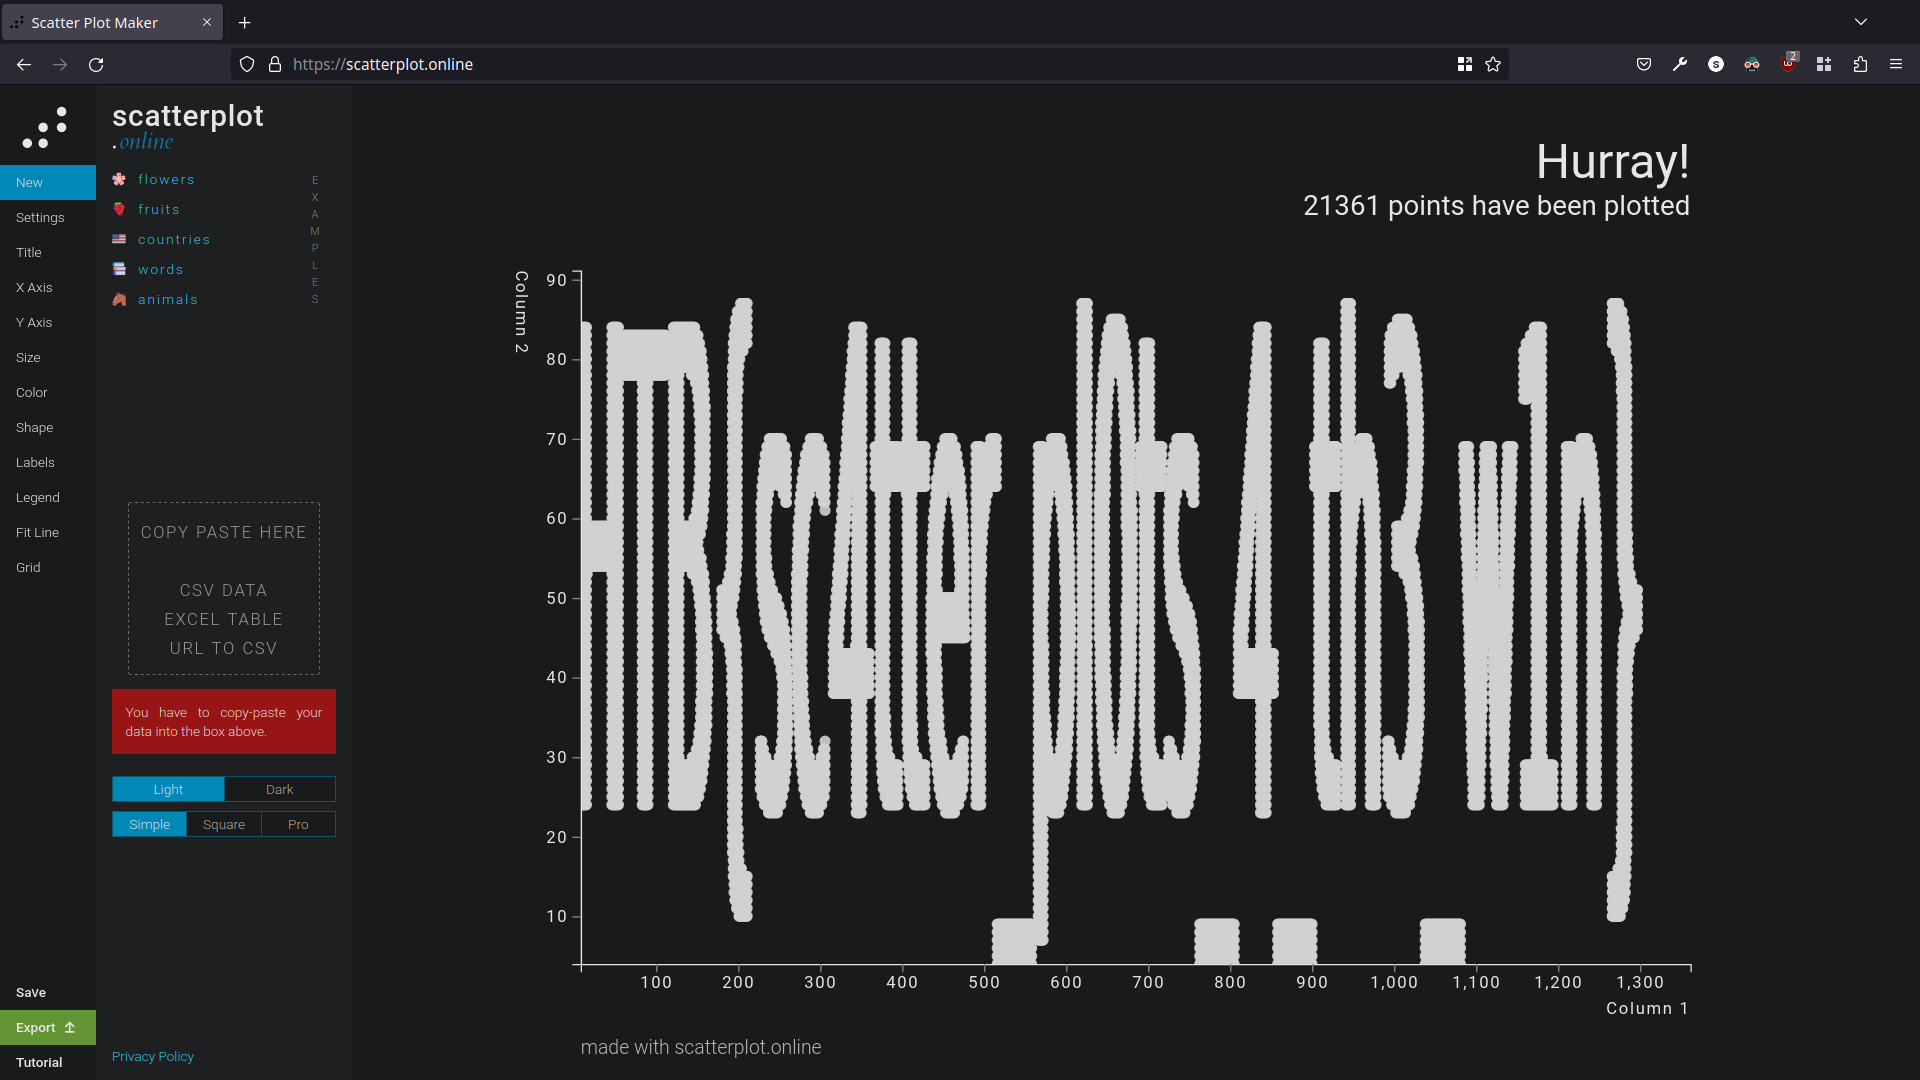 Scatter Plot Maker
https://scatterplot.online
2
scatterplot
.online
New
Settings
Title
X Axis
Y Axis
Size
Color
Shape
Labels
Legend
Fit Line
Grid
Save
Export
Tutorial
flowers
fruits
countries
words
animals
EXAMPLES
COPY PASTE HERE
CSV DATA
EXCEL TABLE
URL TO CSV
You have to copy-paste your
data into the box above.
Light Dark
Simple Square Pro
Privacy Policy
Hurray!
21361 points have been plotted
Column 2
90
80
70
60
50
40
30
20
10
HTB{sc4tter_pl0ts_4_th3_w1n}
100 200 300 400 500 600 700 800 900 1,000 1,100 1,200 1,300
Column 1
made with scatterplot.online